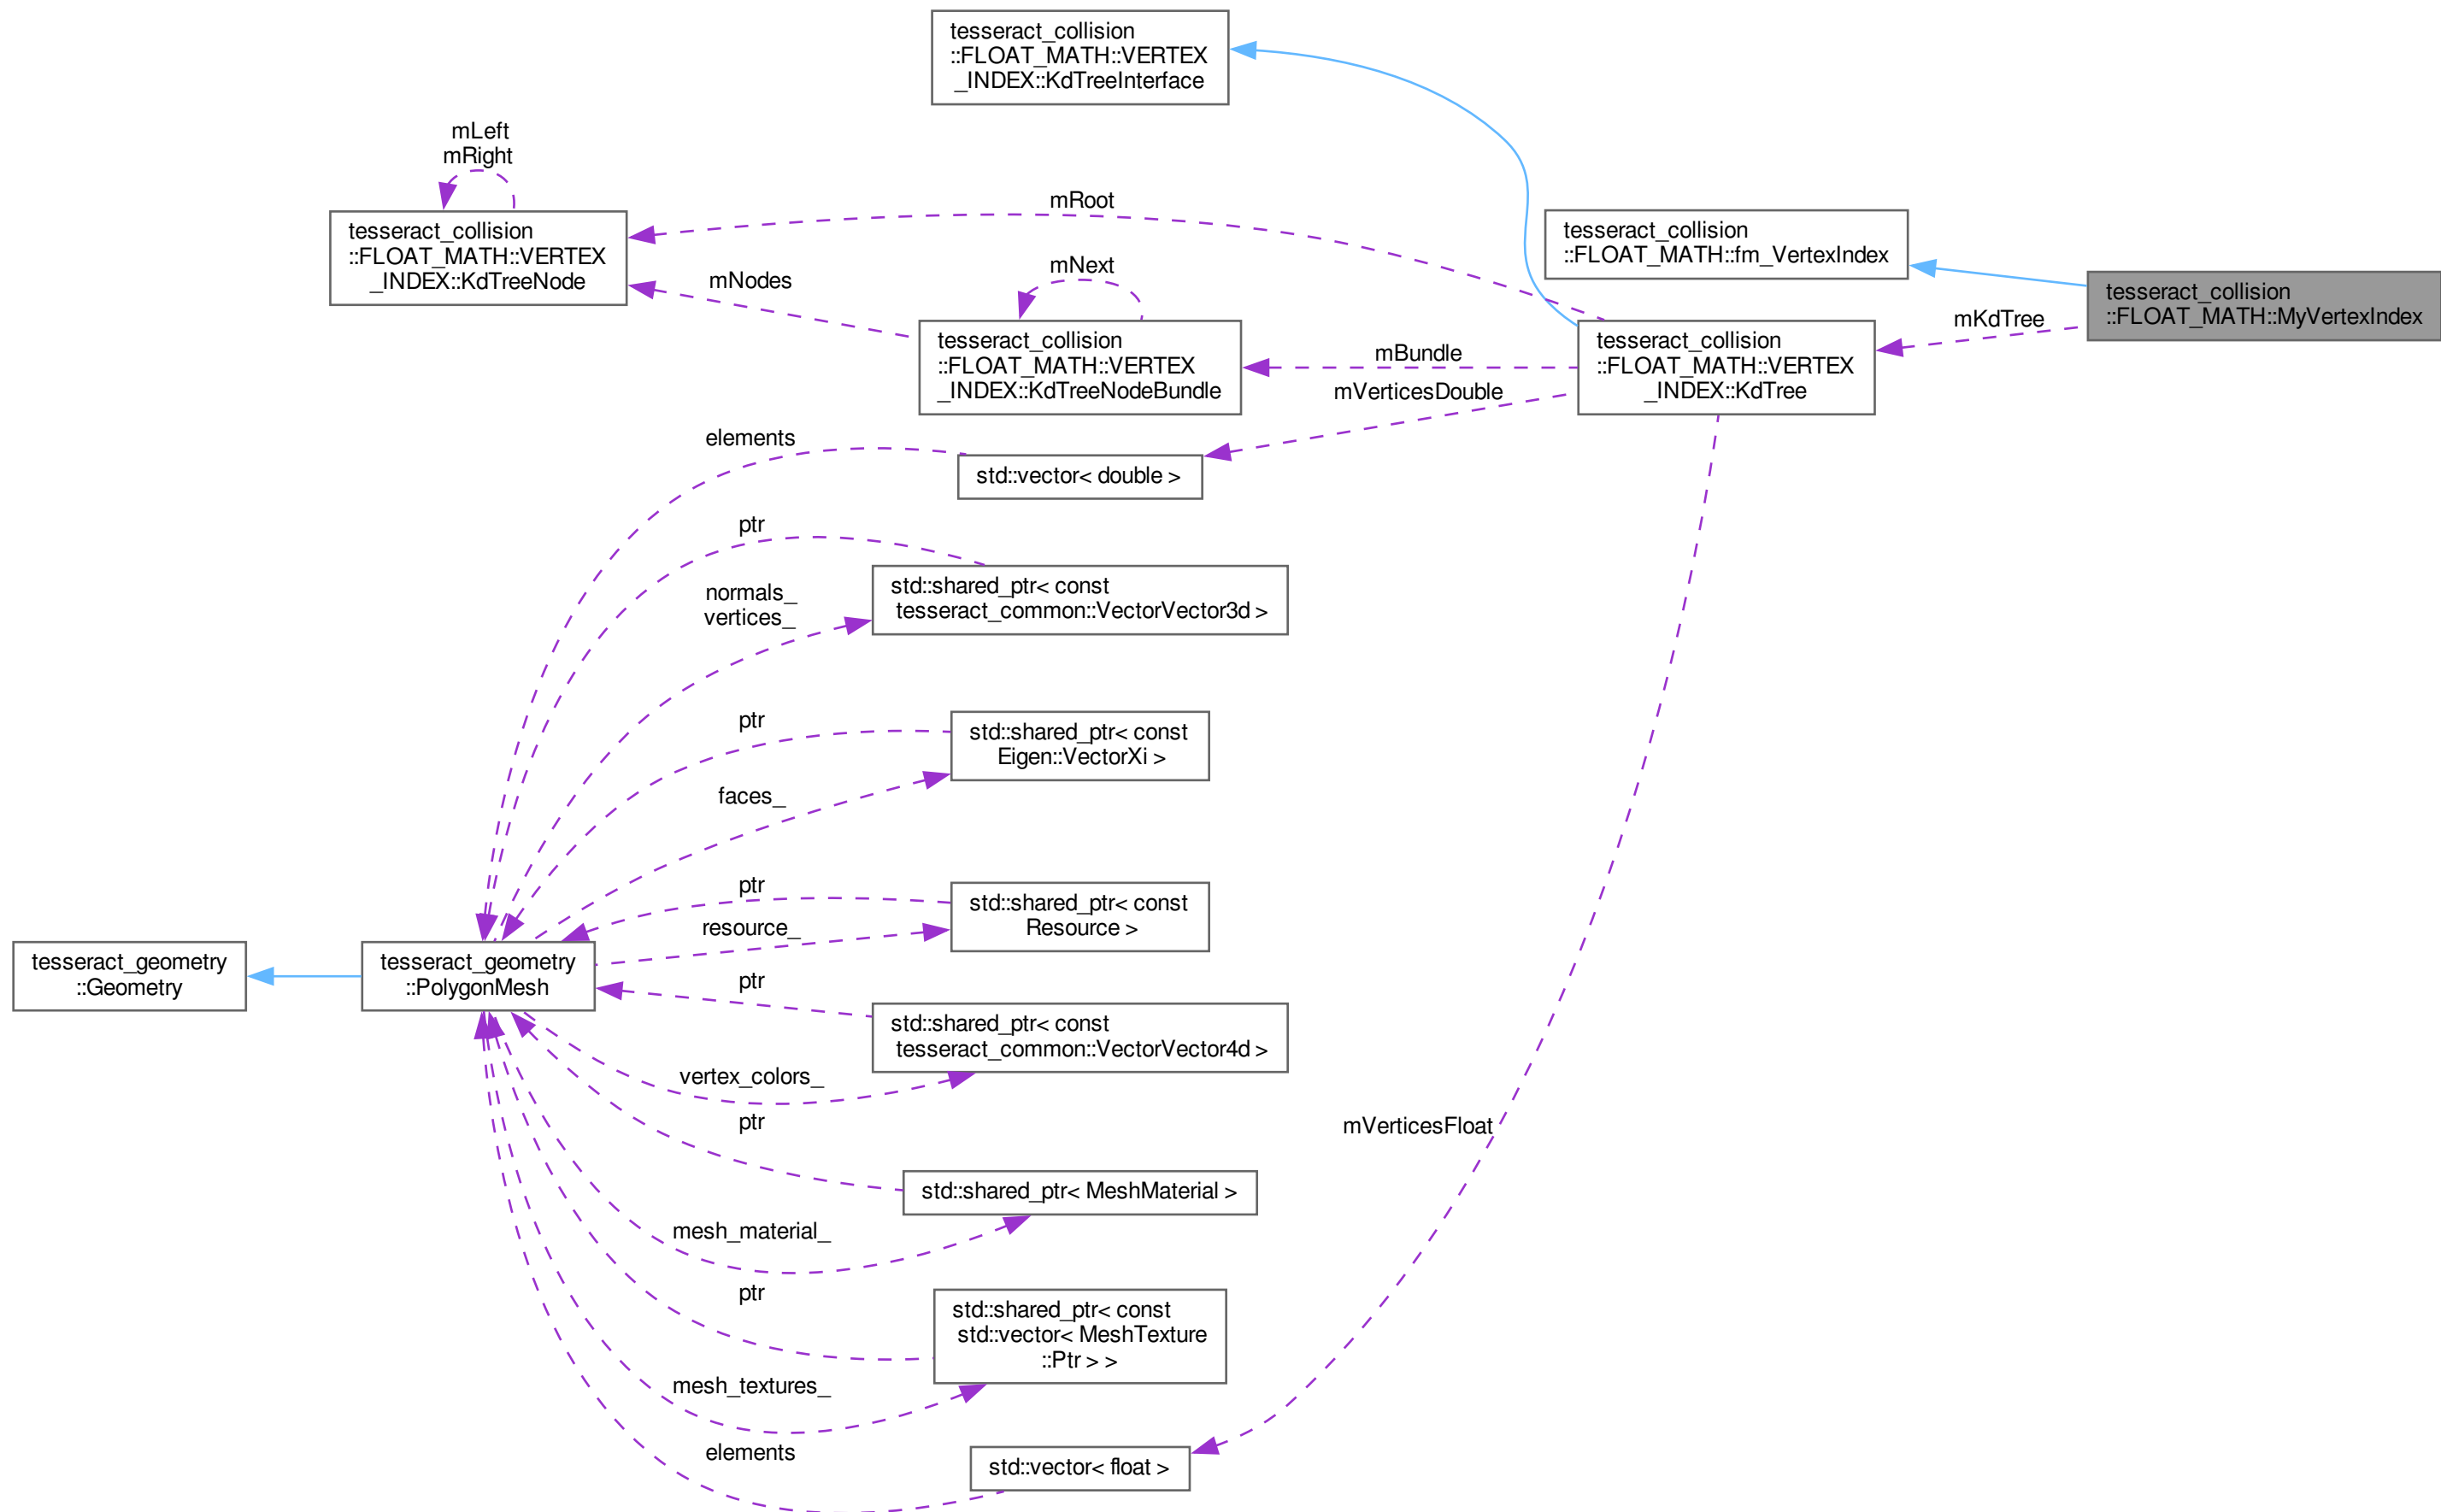 tesseract_collision
::FLOAT_MATH::VERTEX
_INDEX::KdTreeInterface
mLeft
mRight
tesseract_collision
::FLOAT_MATH::VERTEX
_INDEX::KdTreeNode
mRoot
mNodes
mNext
tesseract_collision
::FLOAT_MATH::VERTEX
_INDEX::KdTreeNodeBundle
mBundle
mVerticesDouble
tesseract_collision
::FLOAT_MATH::fm_VertexIndex
tesseract_collision
::FLOAT_MATH::VERTEX
_INDEX::KdTree
mKdTree
tesseract_collision
::FLOAT_MATH::MyVertexIndex
elements
std::vector< double >
ptr
normals_
vertices_
std::shared_ptr< const
tesseract_common::VectorVector3d >
ptr
faces_
std::shared_ptr< const
Eigen::VectorXi >
ptr
resource_
std::shared_ptr< const
Resource >
tesseract_geometry
::Geometry
tesseract_geometry
::PolygonMesh
ptr
vertex_colors_
std::shared_ptr< const
tesseract_common::VectorVector4d >
ptr
mVerticesFloat
std::shared_ptr< MeshMaterial >
mesh_material_
ptr
std::shared_ptr< const
std::vector< MeshTexture
::Ptr > >
mesh_textures_
elements
std::vector< float >